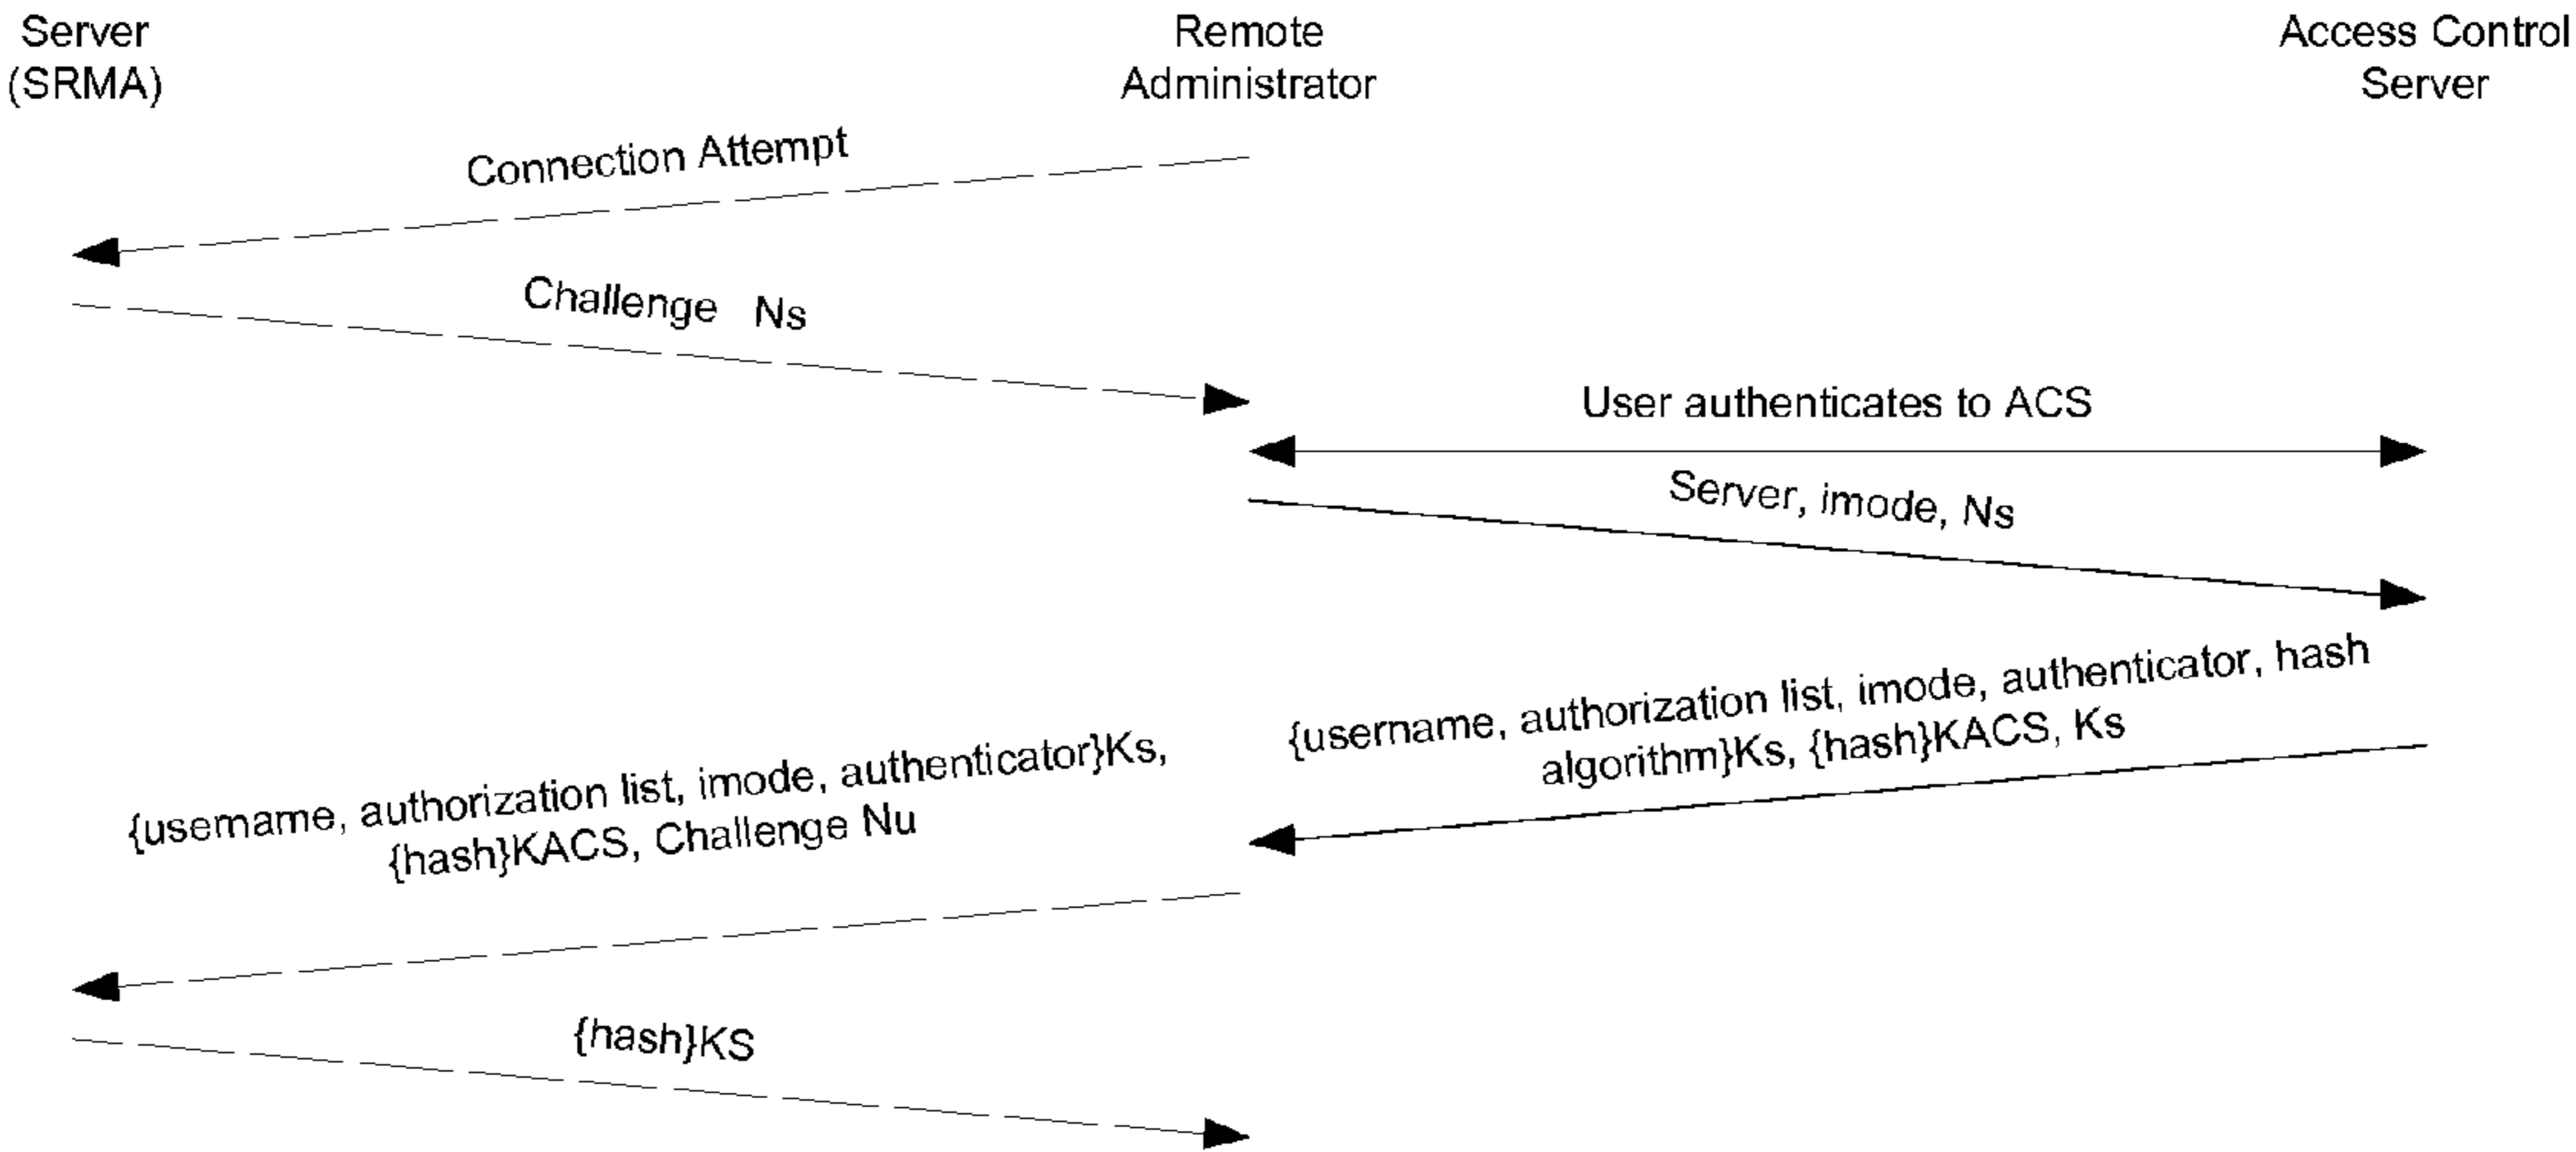 Server
(SRMA)
Remote
Administrator
Access Control
Server
Connection Attempt
Challenge Ns
User authenticates to ACS
Server, imode, Ns
{username, authorization list, imode, authenticator, hash
algorithm}Ks, {hash}KACS, Ks
{username, authorization list, imode, authenticator}Ks,
{hash}KACS, Challenge Nu
{hash}KS